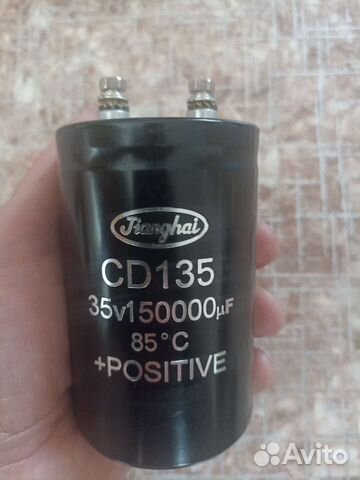 Jianghai
CD135
35V150000µF
85°C
+POSITIVE
Avito